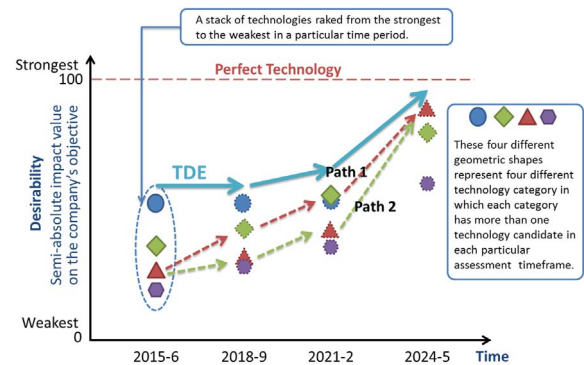 A stack of technologies raked from the strongest
to the weakest in a particular time period.
Strongest
100
Perfect Technology
Desirability
Semi-absolute impact value
on the company's objective
TDE
Path 1
Path 2
These four different
geometric shapes
represent four different
technology category in
which each category
has more than one
technology candidate in
each particular
assessment timeframe.
Weakest
0
2015-6
2018-9
2021-2
2024-5
Time